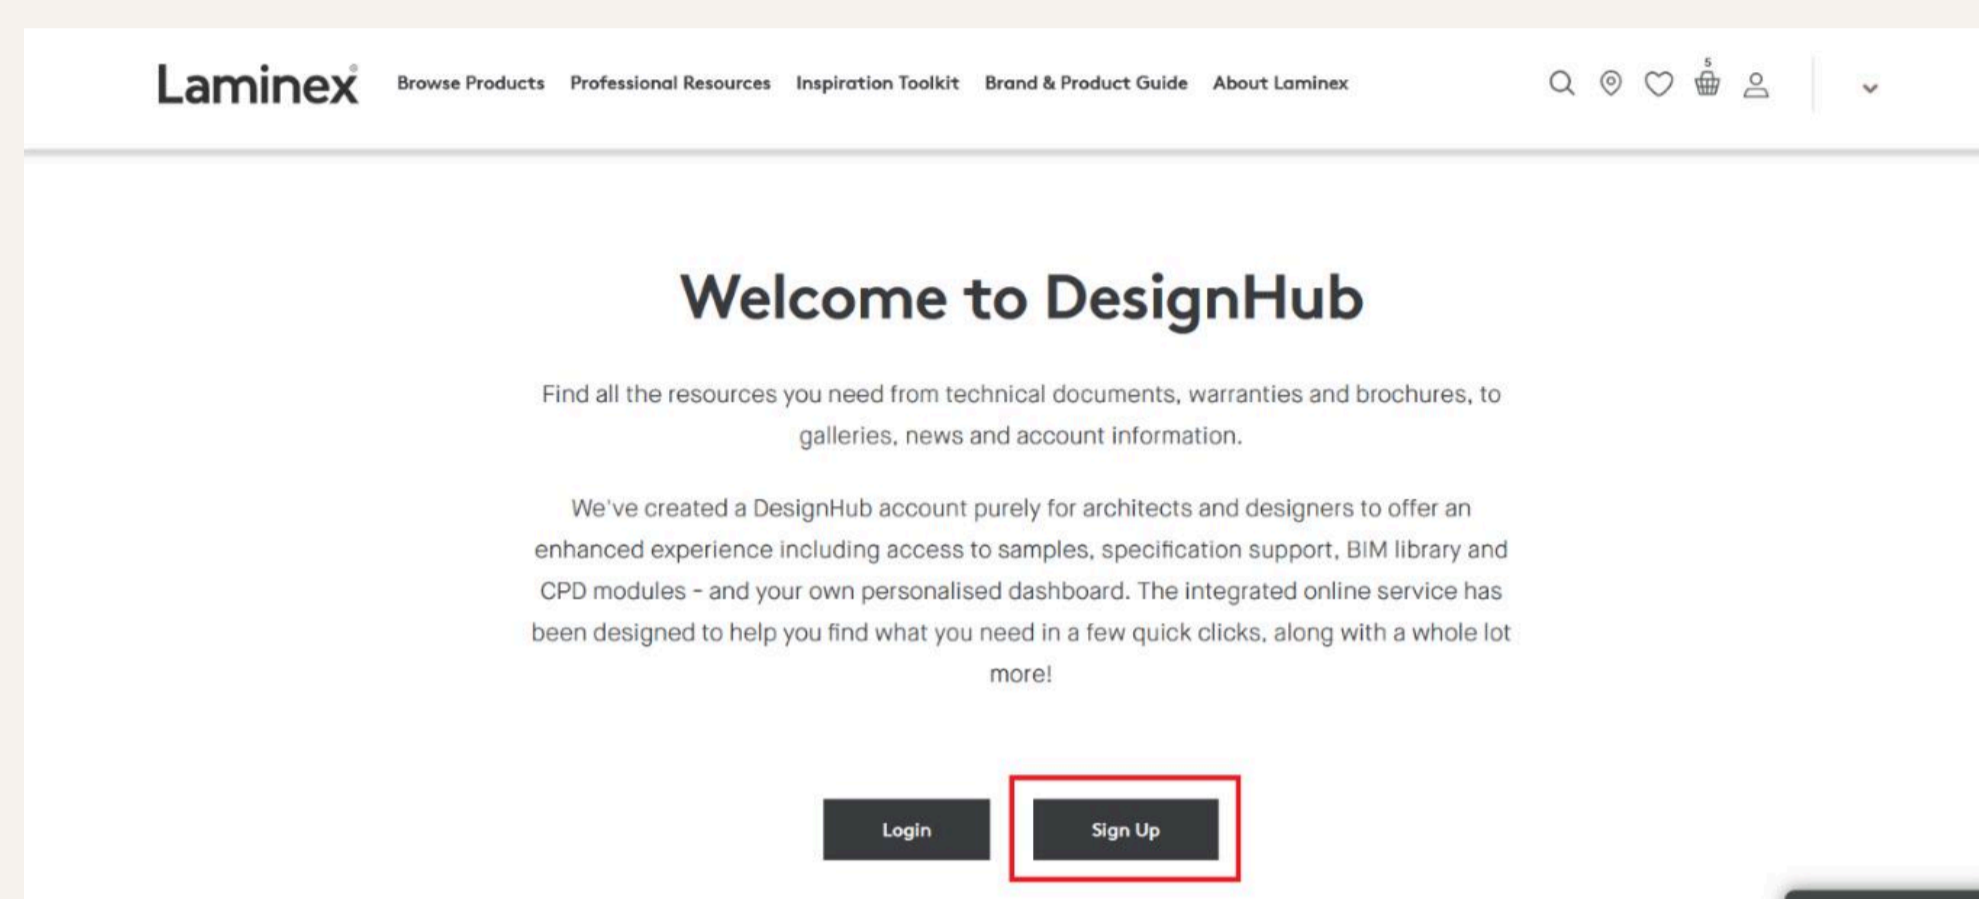 Laminex
Browse Products Professional Resources Inspiration Toolkit Brand & Product Guide About Laminex 5
Welcome to DesignHub
Find all the resources you need from technical documents, warranties and brochures, to
galleries, news and account information.
We've created a DesignHub account purely for architects and designers to offer an
enhanced experience including access to samples, specification support, BIM library and
CPD modules - and your own personalised dashboard. The integrated online service has
been designed to help you find what you need in a few quick clicks, along with a whole lot
more!
Login Sign Up